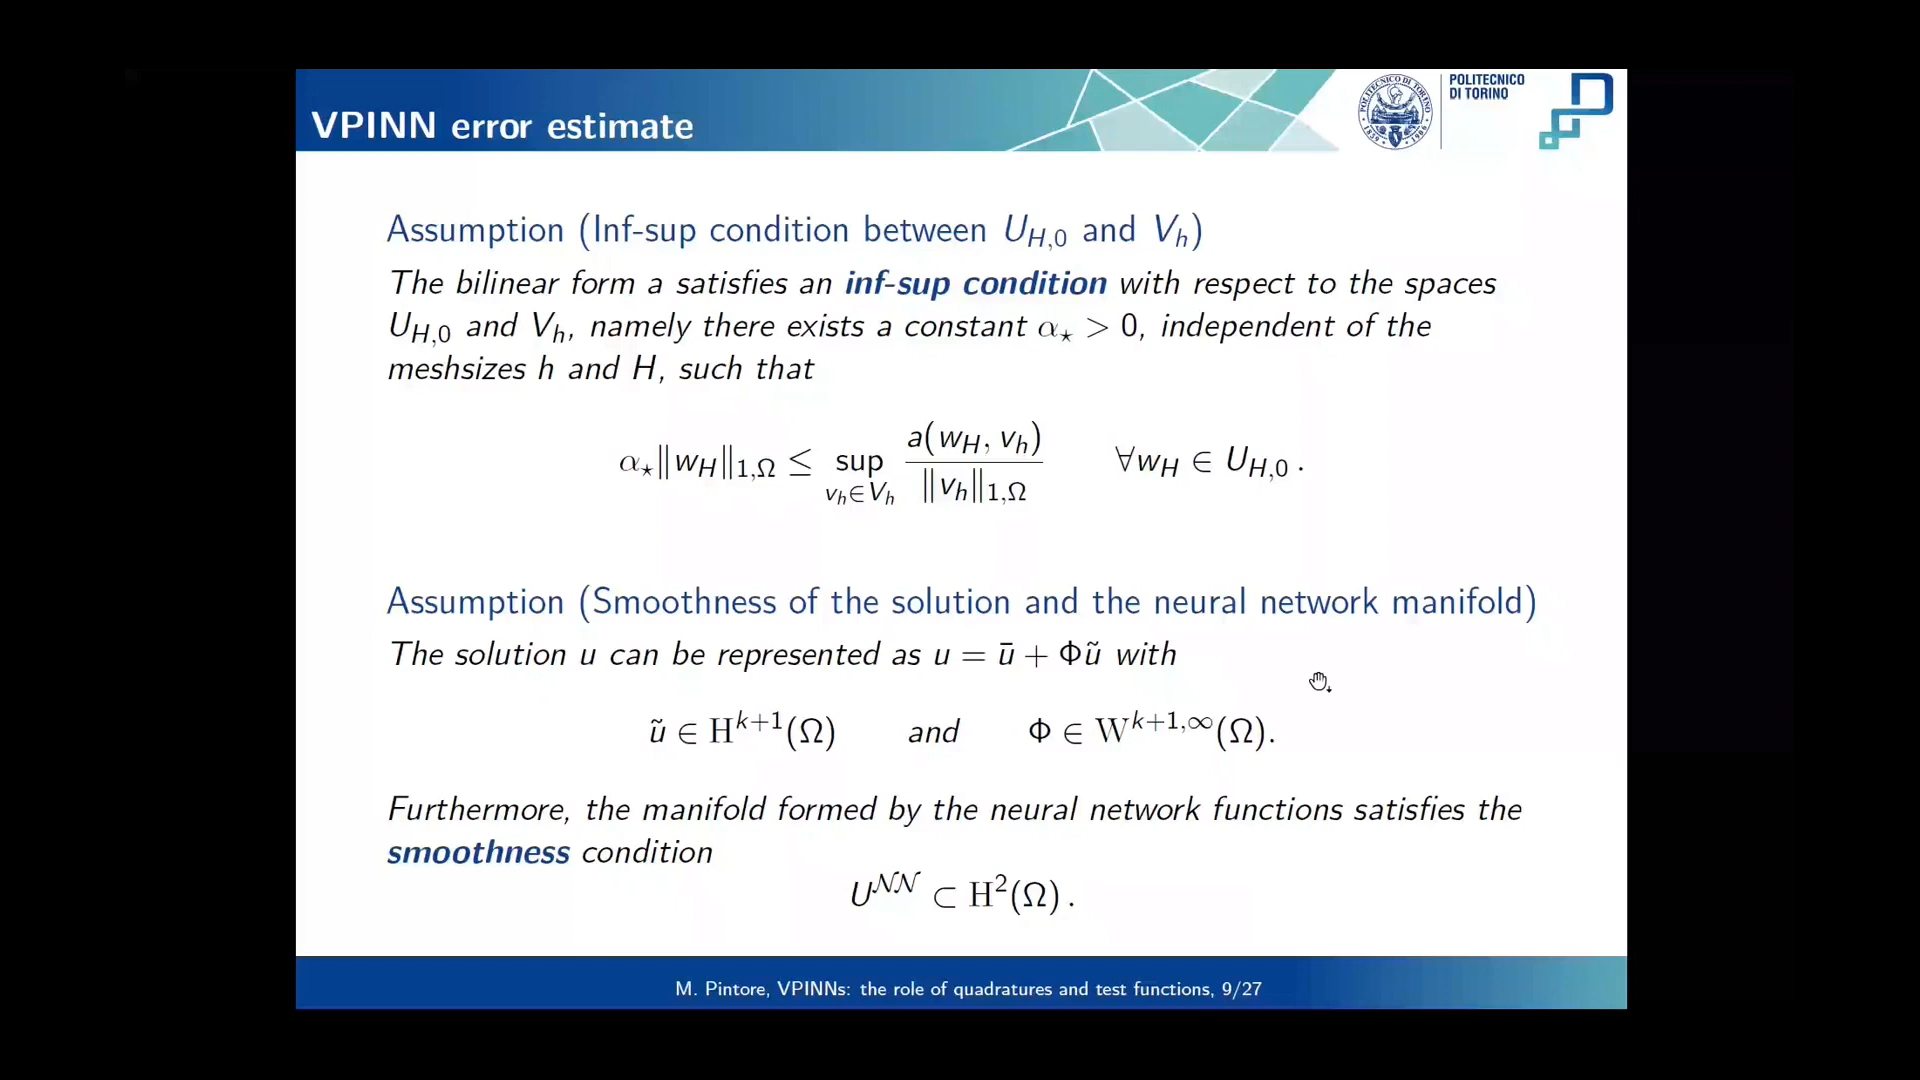 VPINN error estimate
POLITECNICO
DI TORINO
Assumption (Inf-sup condition between U_{H,0} and V_h)
The bilinear form a satisfies an inf-sup condition with respect to the spaces
U_{H,0} and V_h, namely there exists a constant α_⋆ > 0, independent of the
meshsizes h and H, such that
α_⋆‖w_H‖_{1,Ω} ≤ sup_{v_h∈V_h} a(w_H, v_h) / ‖v_h‖_{1,Ω} ∀w_H ∈ U_{H,0} .
Assumption (Smoothness of the solution and the neural network manifold)
The solution u can be represented as u = ū + Φũ with
ũ ∈ H^{k+1}(Ω) and Φ ∈ W^{k+1,∞}(Ω).
Furthermore, the manifold formed by the neural network functions satisfies the
smoothness condition
U^{𝒩𝒩} ⊂ H²(Ω) .
M. Pintore, VPINNs: the role of quadratures and test functions, 9/27